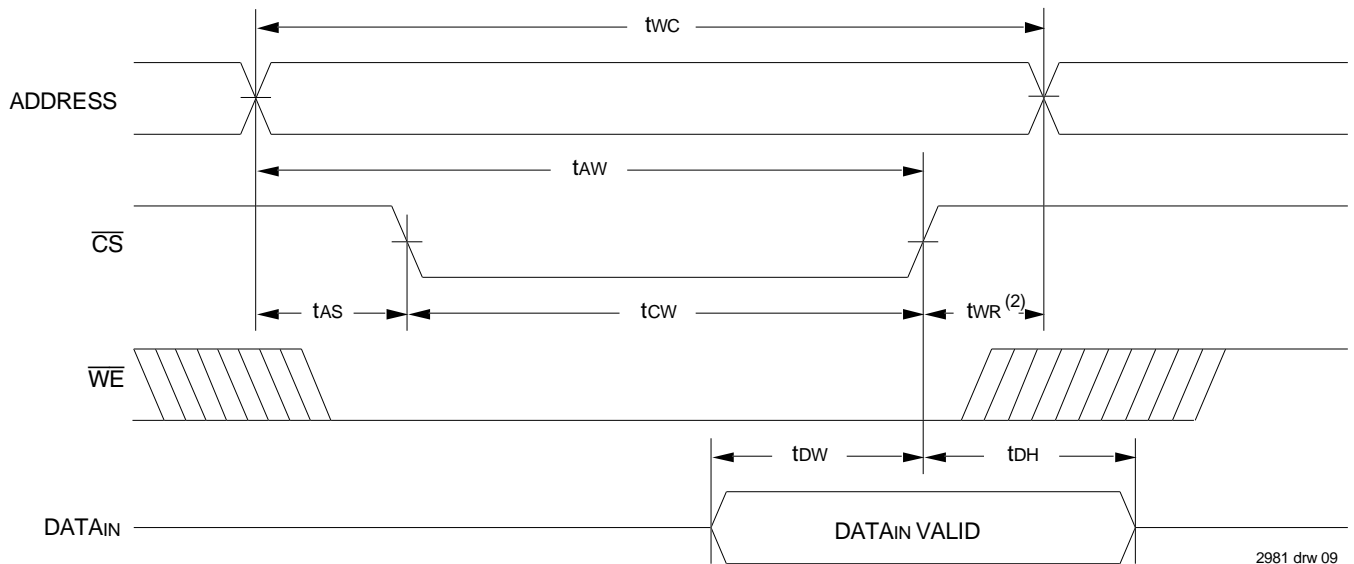 tWC
ADDRESS
tAW
CS
tAS
tCW
tWR (2)
WE
tDW
tDH
DATAIN
DATAIN VALID
2981 drw 09